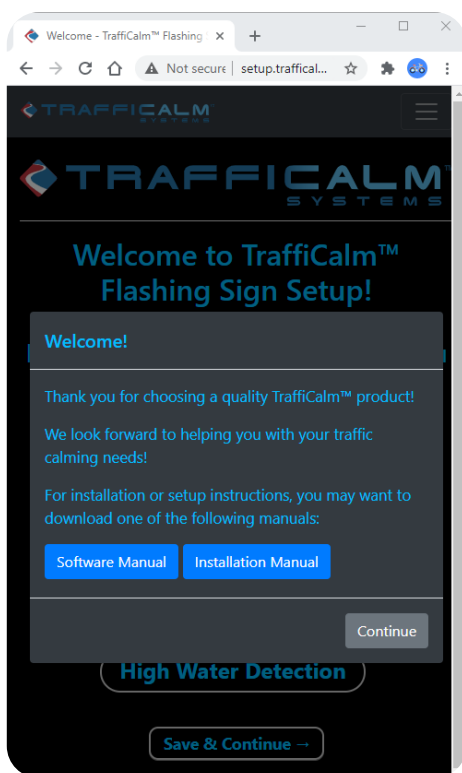 Welcome - TraffiCalm™ Flashing S
Not secure | setup.traffical...
TRAFFICALM
SYSTEMS
TRAFFICALM™
SYSTEMS
Welcome to TraffiCalm™
Flashing Sign Setup!
Welcome!
Thank you for choosing a quality TraffiCalm™ product!
We look forward to helping you with your traffic
calming needs!
For installation or setup instructions, you may want to
download one of the following manuals:
Software Manual Installation Manual
Continue
High Water Detection
Save & Continue →